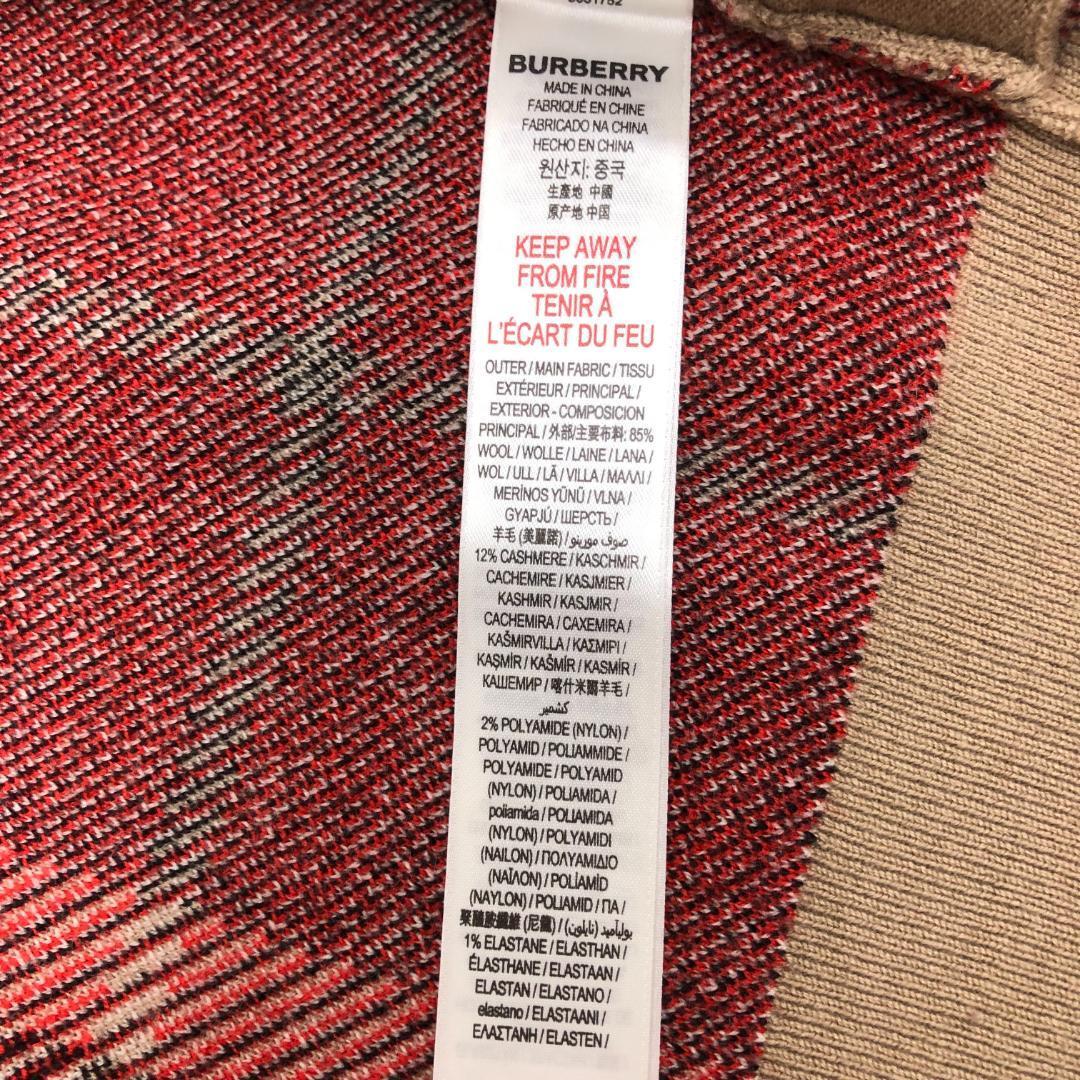 BURBERRY
MADE IN CHINA
FABRIQUÉ EN CHINE
FABRICADO NA CHINA
HECHO EN CHINA
원산지: 중국
生產地 中國
原产地 中国
KEEP AWAY
FROM FIRE
TENIR À
L'ÉCART DU FEU
OUTER / MAIN FABRIC / TISSU
EXTÉRIEUR / PRINCIPAL /
EXTERIOR - COMPOSICION
PRINCIPAL / 外部/主要布料: 85%
WOOL / WOLLE / LAINE / LANA /
WOL / ULL / LÃ / VILLA / ΜΑΛΛΙ /
MERİNOS YÜNÜ / VLNA /
GYAPJÚ / ШЕРСТЬ /
羊毛 (美麗諾) / صوف مورينو /
12% CASHMERE / KASCHMIR /
CACHEMIRE / KASJMIER /
KASHMIR / KASJMIR /
CACHEMIRA / CAXEMIRA /
KAŠMIRVILLA / ΚΑΣΜΙΡΙ /
KAŞMİR / KAŠMÍR / KASMÍR /
КАШЕМИР / 喀什米爾羊毛 /
كشمير
2% POLYAMIDE (NYLON) /
POLYAMID / POLIAMMIDE /
POLYAMIDE / POLYAMID
(NYLON) / POLIAMIDA /
poliamida / POLIAMIDA
(NYLON) / POLYAMIDI
(NAILON) / ΠΟΛΥΑΜΙΔΙΟ
(ΝΑΪΛΟΝ) / POLİAMİD
(NAYLON) / POLIAMID / ПА /
聚醯胺纖維 (尼龍) / بوليآميد (نايلون) /
1% ELASTANE / ELASTHAN /
ÉLASTHANE / ELASTAAN /
ELASTAN / ELASTANO /
elastano / ELASTAANI /
ΕΛΑΣΤΑΝΗ / ELASTEN /